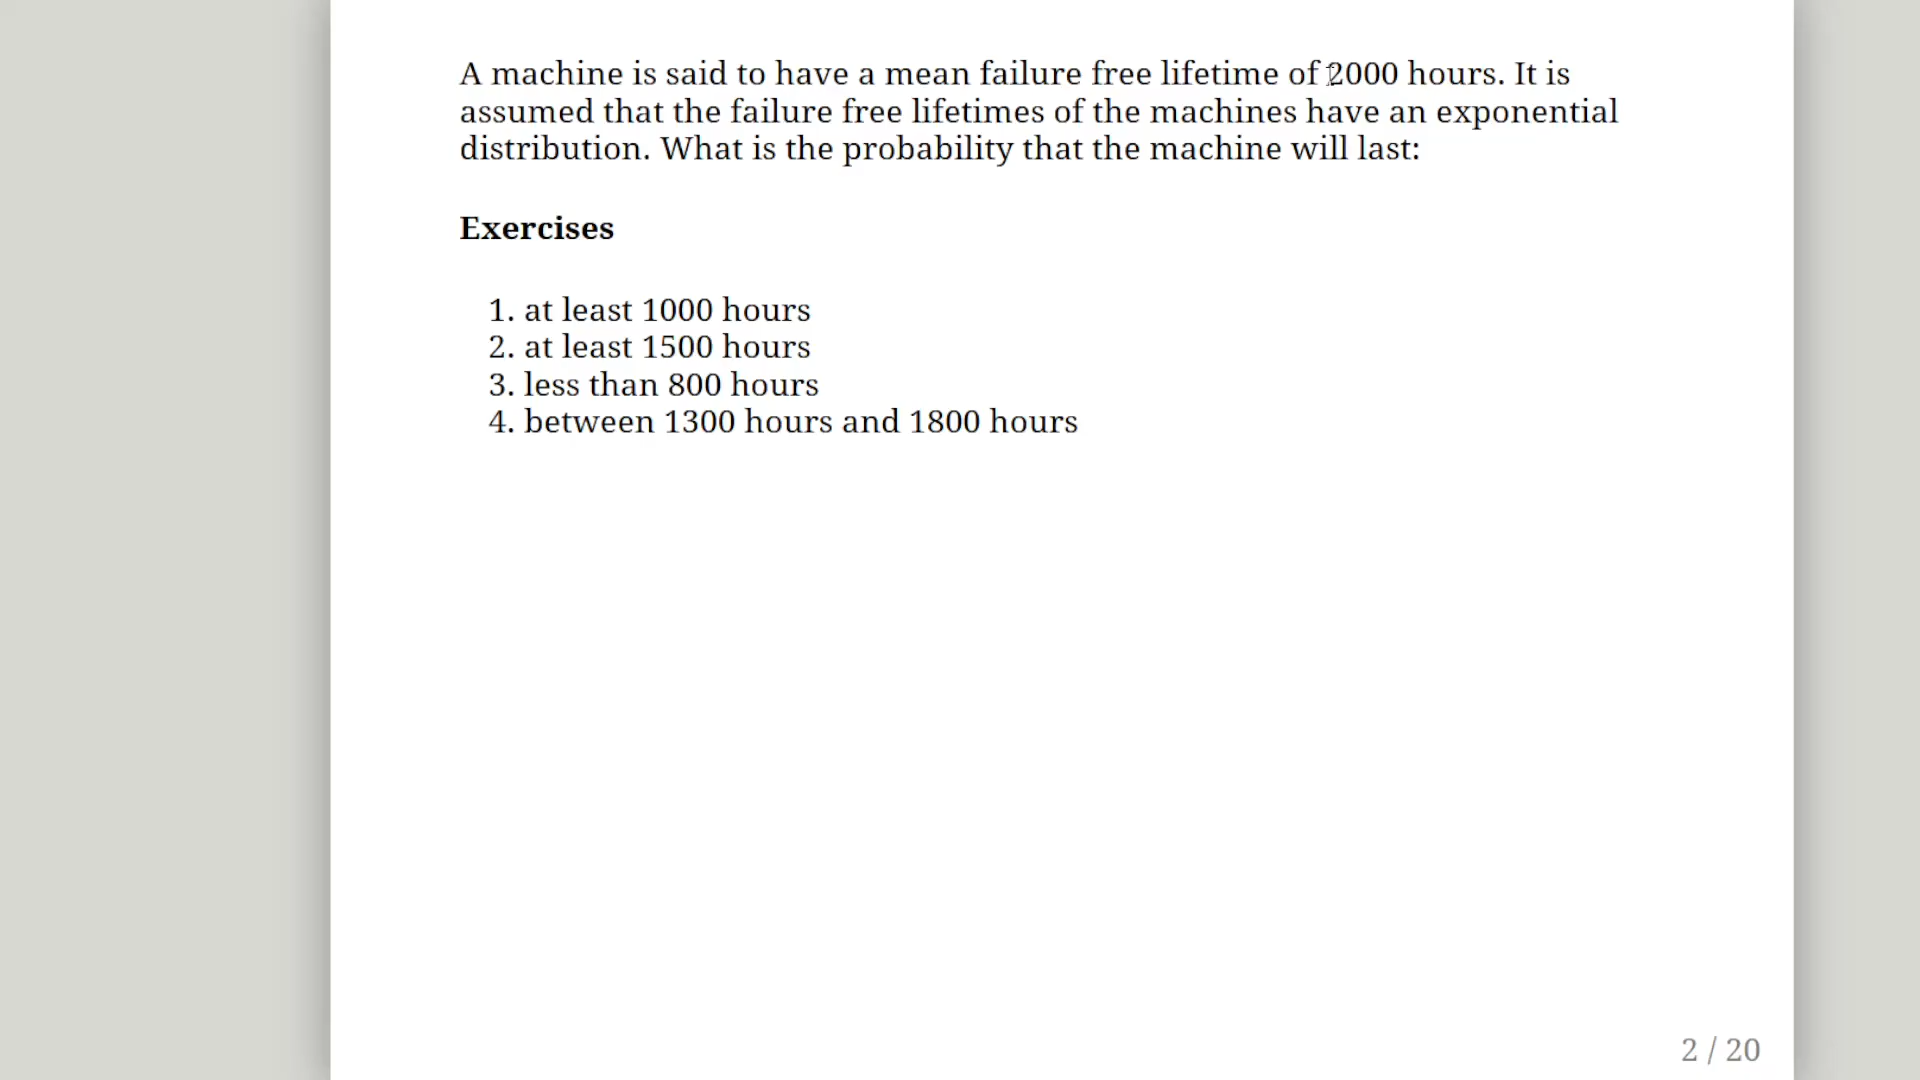 A machine is said to have a mean failure free lifetime of 2000 hours. It is
assumed that the failure free lifetimes of the machines have an exponential
distribution. What is the probability that the machine will last:
Exercises
1. at least 1000 hours
2. at least 1500 hours
3. less than 800 hours
4. between 1300 hours and 1800 hours
2 / 20